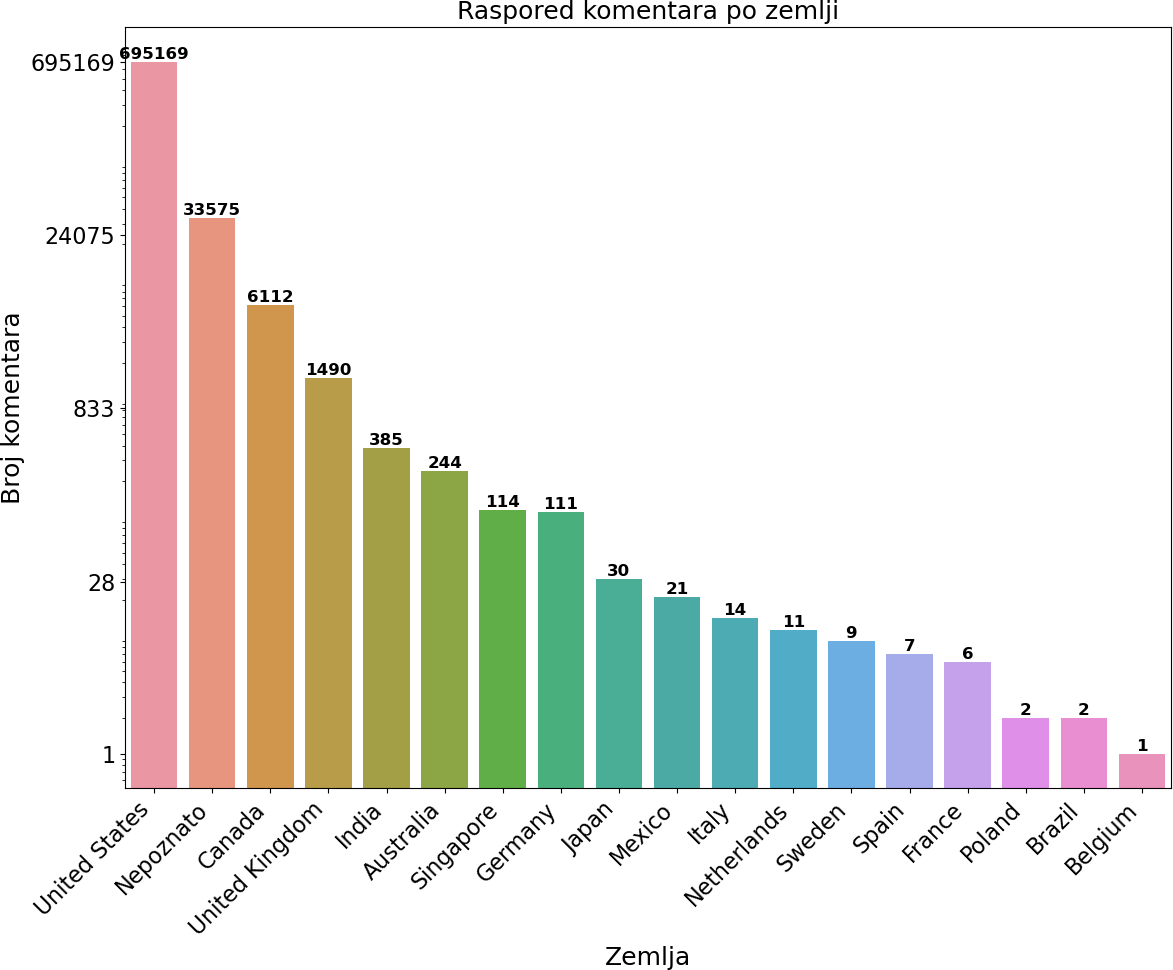 Raspored komentara po zemlji
Broj komentara
695169
24075
833
28
1
695169
33575
6112
1490
385
244
114
111
30
21
14
11
9
7
6
2
2
1
United States
Nepoznato
Canada
United Kingdom
India
Australia
Singapore
Germany
Japan
Mexico
Italy
Netherlands
Sweden
Spain
France
Poland
Brazil
Belgium
Zemlja